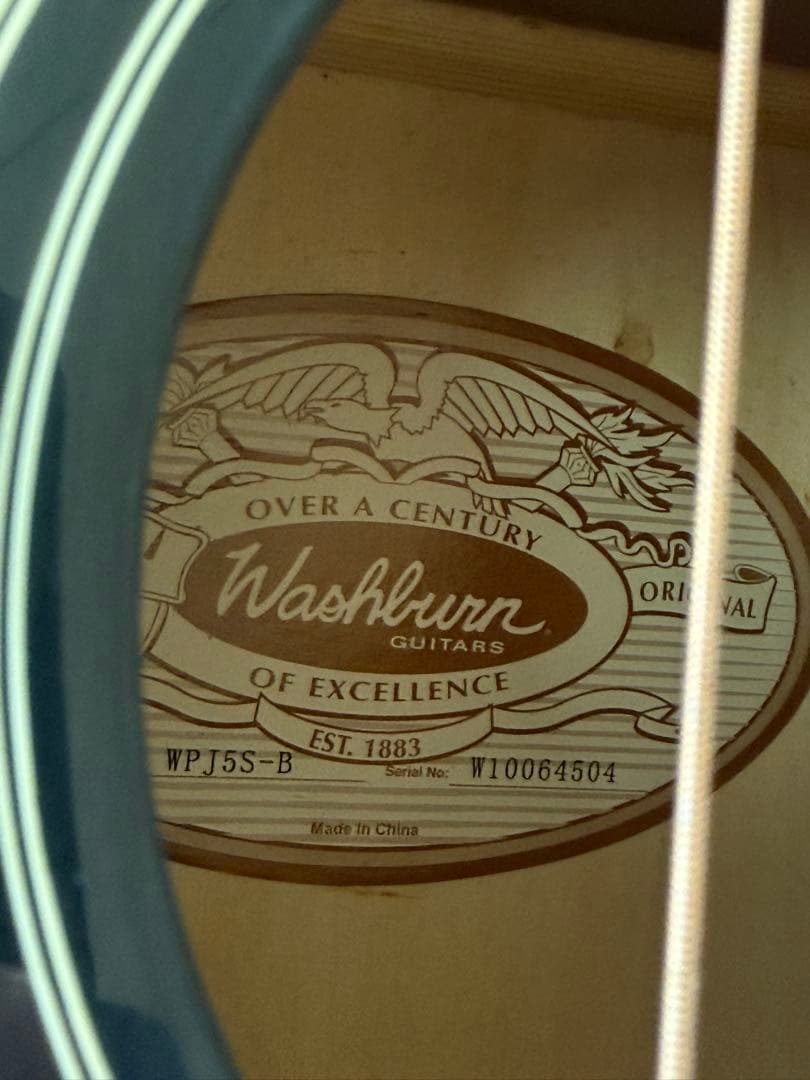 OVER A CENTURY
Washburn
GUITARS
OF EXCELLENCE
EST. 1883
WPJ5S-B
Serial No: W10064504
Made In China